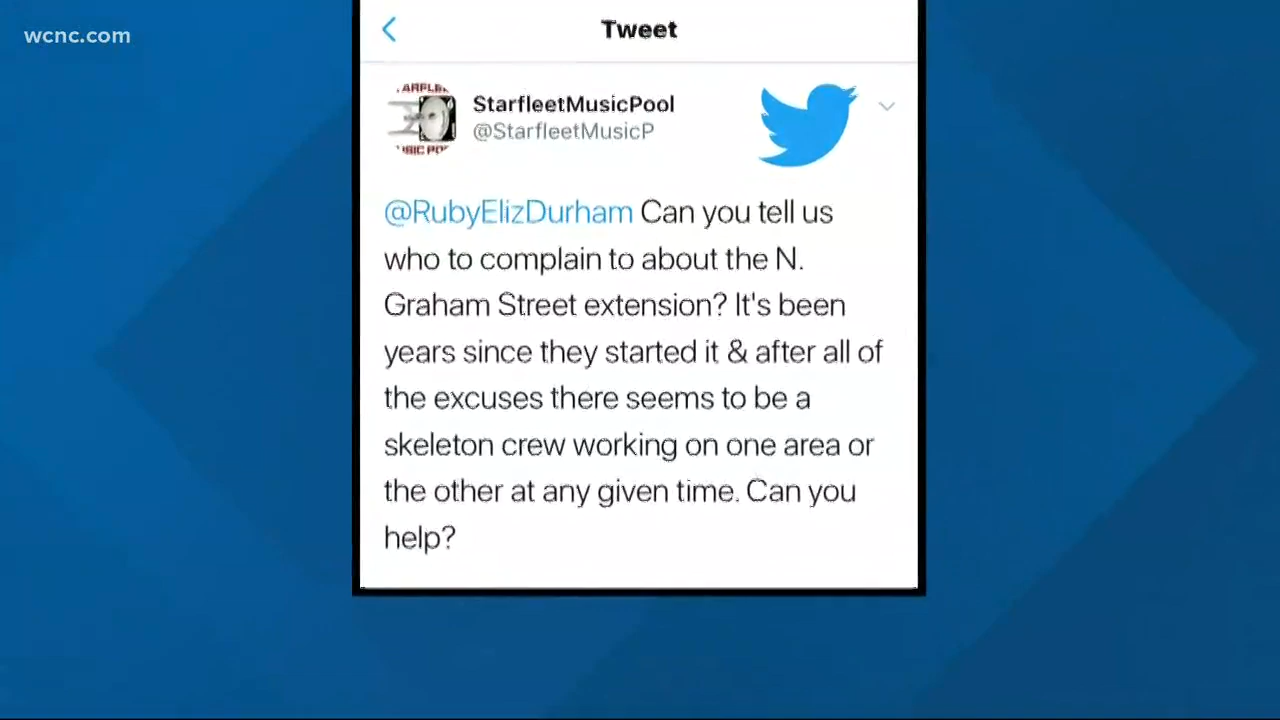 wcnc.com
Tweet
StarfleetMusicPool
@StarfleetMusicP
@RubyElizDurham Can you tell us
who to complain to about the N.
Graham Street extension? It's been
years since they started it & after all of
the excuses there seems to be a
skeleton crew working on one area or
the other at any given time. Can you
help?